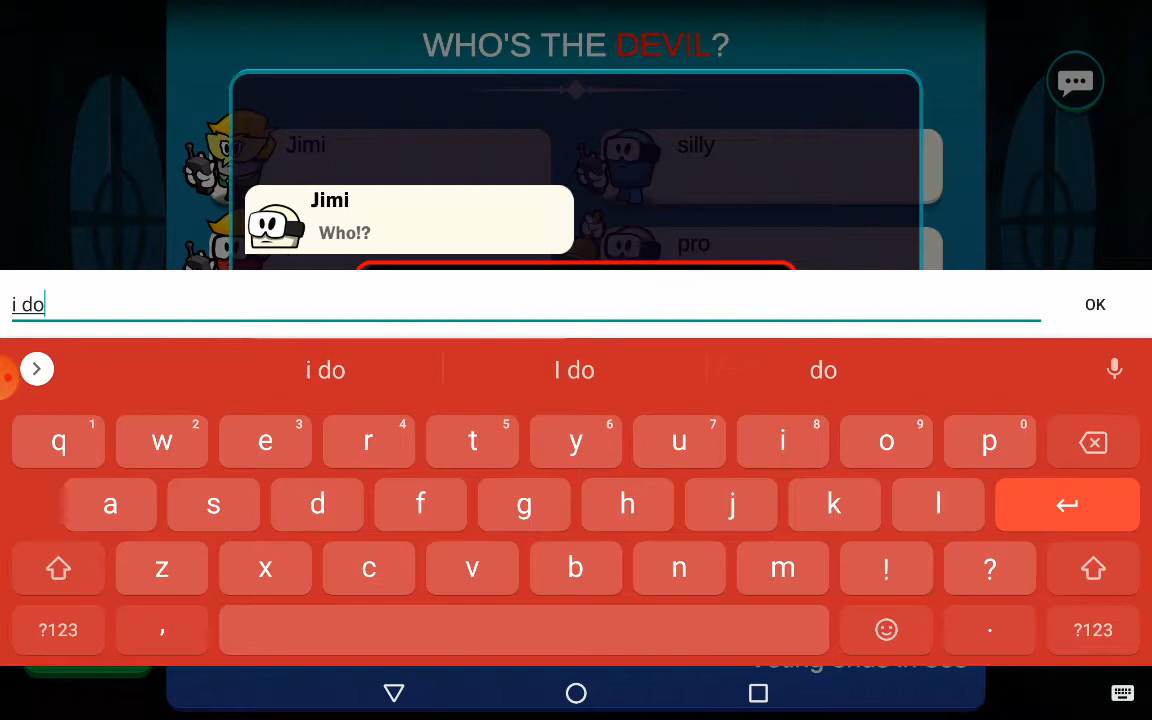 WHO'S THE DEVIL?
Jimi silly
Jimi
Who!?
pro
i do OK
i do I do do
q 1 w 2 e 3 r 4 t 5 y 6 u 7 i 8 o 9 p 0
a s d f g h j k l
z x c v b n m ! ?
?123 , . ?123